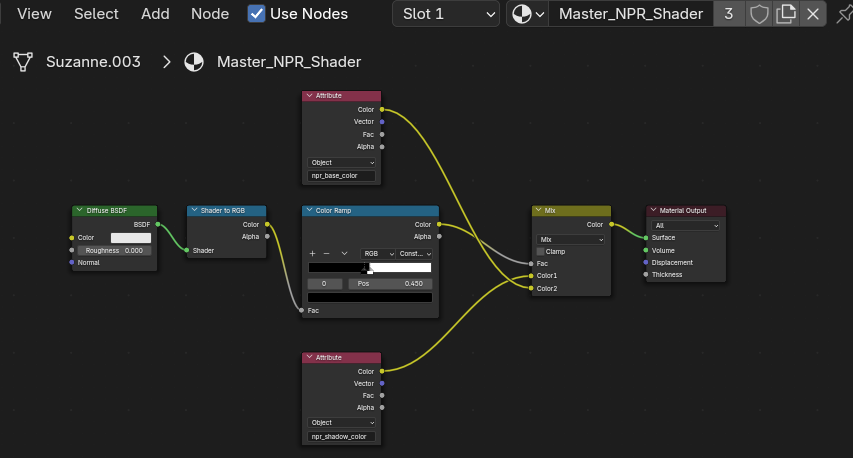 View Select Add Node Use Nodes Slot 1 Master_NPR_Shader 3
Suzanne.003 > Master_NPR_Shader
Attribute
Color
Vector
Fac
Alpha
Object
npr_base_color
Diffuse BSDF
BSDF
Color
Roughness 0.000
Normal
Shader to RGB
Color
Alpha
Shader
Color Ramp
Color
Alpha
+ − RGB Const...
0 Pos 0.450
Fac
Mix
Color
Mix
Clamp
Fac
Color1
Color2
Material Output
All
Surface
Volume
Displacement
Thickness
Attribute
Color
Vector
Fac
Alpha
Object
npr_shadow_color